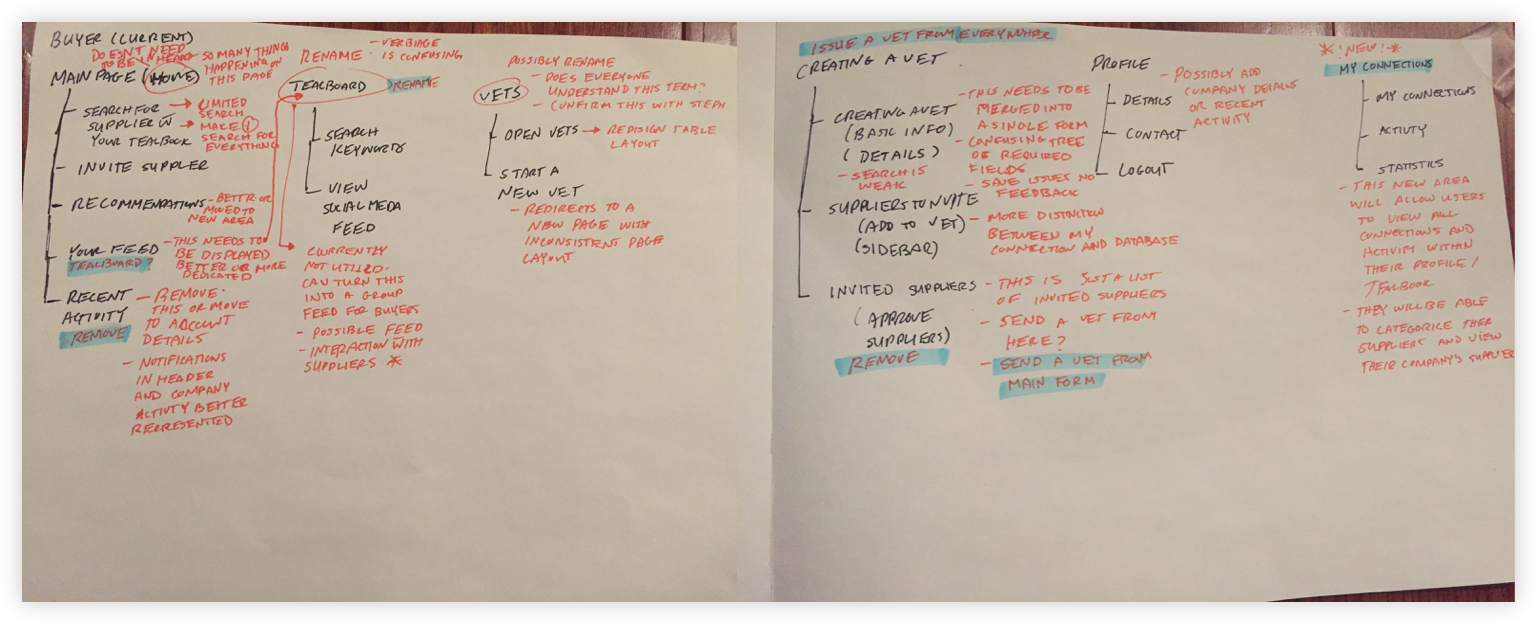 BUYER (CURRENT)
DOESN'T NEED
TO BE IN HEADER
MAIN PAGE (HOME)
- SO MANY THINGS
HAPPENING ON
THIS PAGE
SEARCH FOR
SUPPLIER IN
YOUR TEALBOOK
LIMITED
SEARCH
MAKE 1
SEARCH FOR
EVERYTHING
INVITE SUPPLER
RECOMMENDATIONS
- BETTR OR
MOVED TO
NEW AREA
YOUR FEED
TEALBOARD?
- THIS NEEDS TO
BE DISPLAYED
BETTER OR MORE
DEDICATED
RECENT
ACTIVITY
REMOVE
- REMOVE
THIS OR MOVE
TO ACCOUNT
DETAILS
- NOTIFICATIONS
IN HEADER
AND COMPANY
ACTIVITY BETTER
REPRESENTED
RENAME
- VERBIAGE
IS CONFUSING
TEALBOARD
RENAME
SEARCH
KEYWORDS
VIEW
SOCIAL MEDIA
FEED
CURRENTLY
NOT UTILIZED.
CAN TURN THIS
INTO A GROUP
FEED FOR BUYERS
- POSSIBLE FEED
- INTERACTION WITH
SUPPLIERS *
POSSIBLY RENAME
- DOES EVERYONE
UNDERSTAND THIS TERM?
- CONFIRM THIS WITH STEPH
VETS
OPEN VETS
REDISIGN TABLE
LAYOUT
START A
NEW VET
- REDIRECTS TO A
NEW PAGE WITH
INCONSISTENT PAGE
LAYOUT
ISSUE A VET FROM EVERYWHERE
CREATING A VET
CREATING A VET
(BASIC INFO)
(DETAILS)
- SEARCH IS
WEAK
- THIS NEEDS TO BE
MERGED INTO
A SINGLE FORM
- CONFUSING TREE
OF REQUIRED
FIELDS
- SAVE ISSUES NO
FEEDBACK
SUPPLIERS TO INVITE
(ADD TO VET)
(SIDEBAR)
- MORE DISTINCTION
BETWEEN MY
CONNECTION AND DATABASE
INVITED SUPPLIERS
(APPROVE
SUPPLIERS)
REMOVE
- THIS IS JUST A LIST
OF INVITED SUPPLIERS
- SEND A VET FROM
HERE?
- SEND A VET FROM
MAIN FORM
PROFILE
DETAILS
CONTACT
LOGOUT
- POSSIBLY ADD
COMPANY DETAILS
OR RECENT
ACTIVITY
* !NEW! *
MY CONNECTIONS
MY CONNECTIONS
ACTIVITY
STATISTICS
- THIS NEW AREA
WILL ALLOW USERS
TO VIEW ALL
CONNECTIONS AND
ACTIVITY WITHIN
THEIR PROFILE/
TEALBOOK
- THEY WILL BE ABLE
TO CATEGORICE THER
SUPPLIERS AND VIEW
THEIR COMPANY'S SUPPLIER